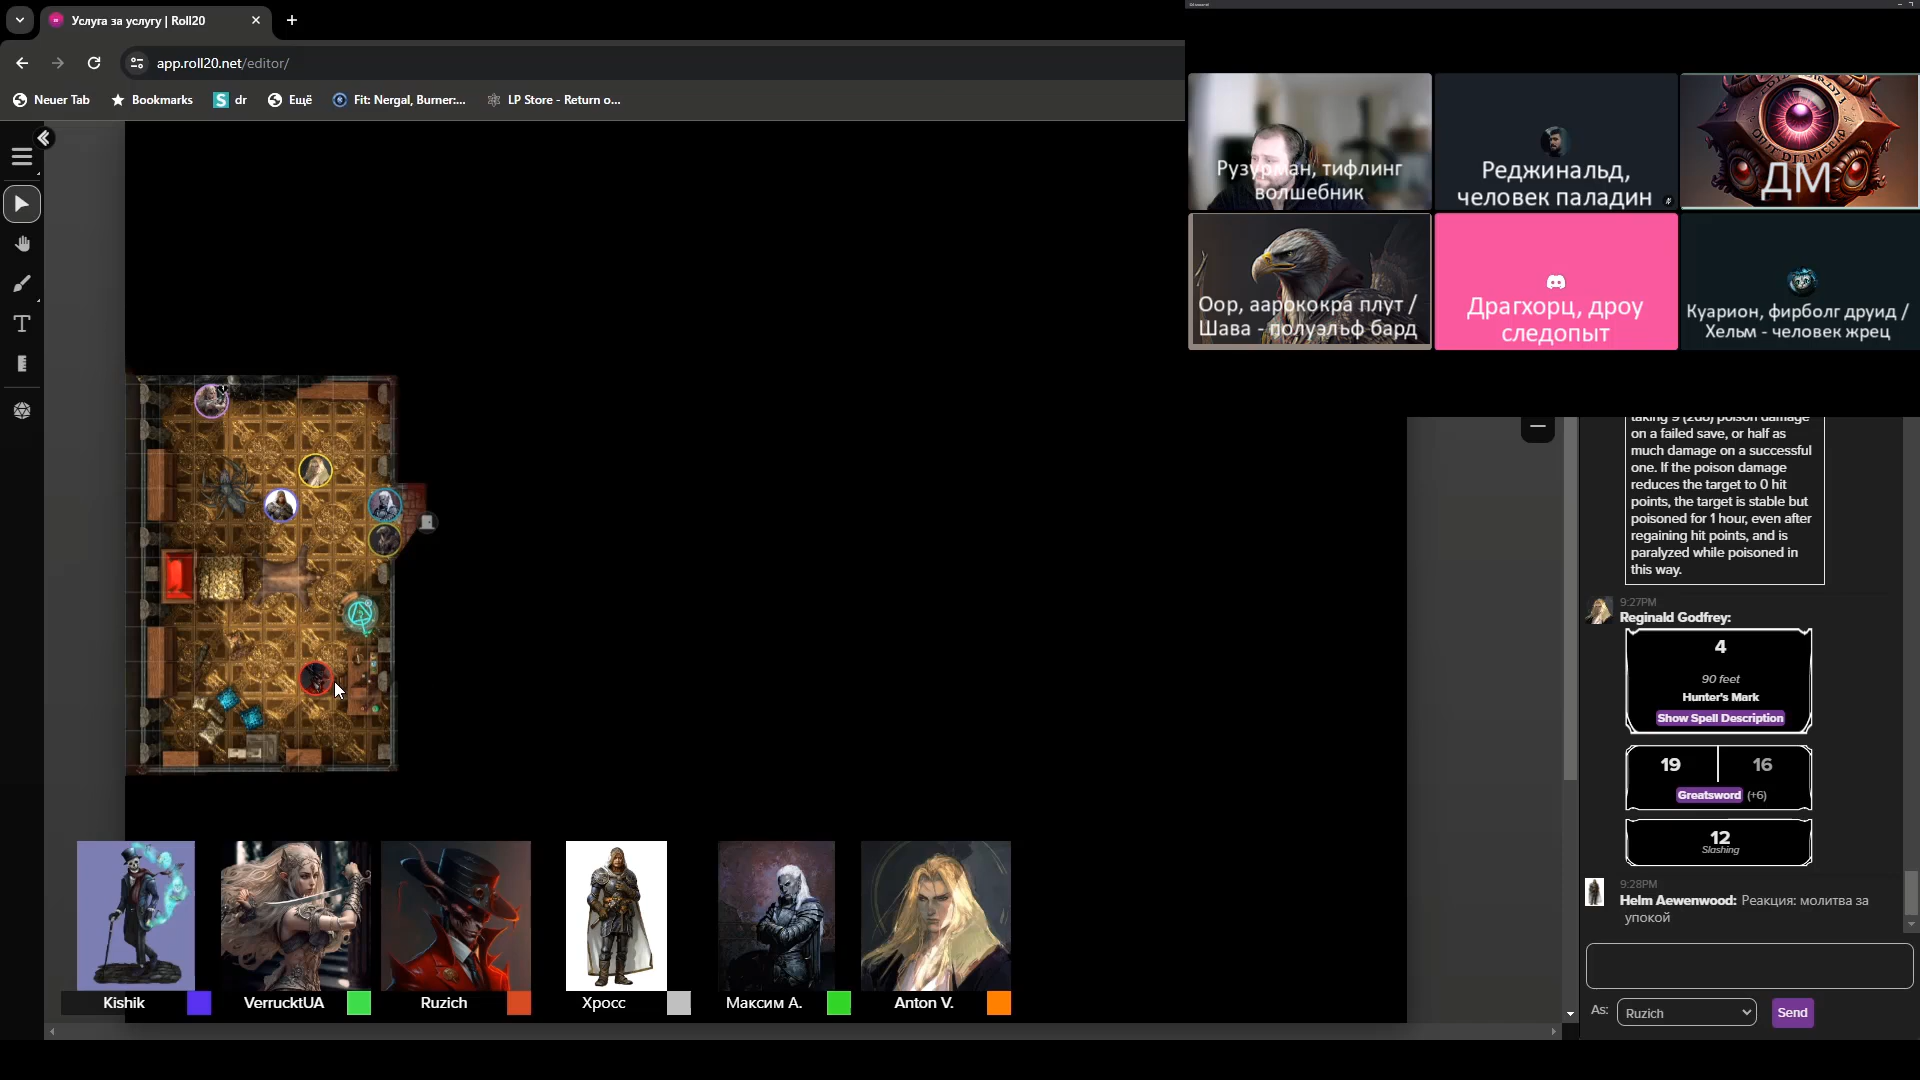 Услуга за услугу | Roll20
app.roll20.net/editor/
Neuer Tab
Bookmarks
dr
Ещё
Fit: Nergal, Burner:...
LP Store - Return o...
Рузурман, тифлинг
волшебник
Реджинальд,
человек паладин
ДМ
Оор, ааракокра плут /
Шава - полуэльф бард
Драгхорц, дроу
следопыт
Куарион, фирболг друид /
Хельм - человек жрец
taking 9 (2d8) poison damage
on a failed save, or half as
much damage on a successful
one. If the poison damage
reduces the target to 0 hit
points, the target is stable but
poisoned for 1 hour, even after
regaining hit points, and is
paralyzed while poisoned in
this way.
9:27PM
Reginald Godfrey:
4
90 feet
Hunter's Mark
Show Spell Description
19
16
Greatsword (+6)
12
Slashing
9:28PM
Helm Aewenwood: Реакция: молитва за
упокой
Kishik
VerrucktUA
Ruzich
Хросс
Максим А.
Anton V.
As:
Ruzich
Send